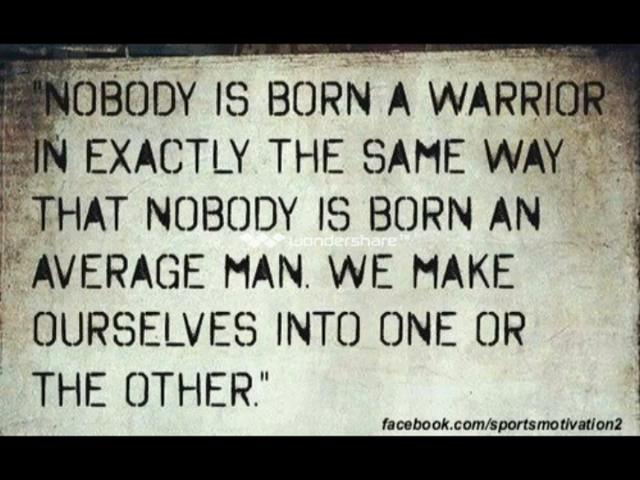 "NOBODY IS BORN A WARRIOR
IN EXACTLY THE SAME WAY
THAT NOBODY IS BORN AN
wondershare™
AVERAGE MAN. WE MAKE
OURSELVES INTO ONE OR
THE OTHER."
facebook.com/sportsmotivation2